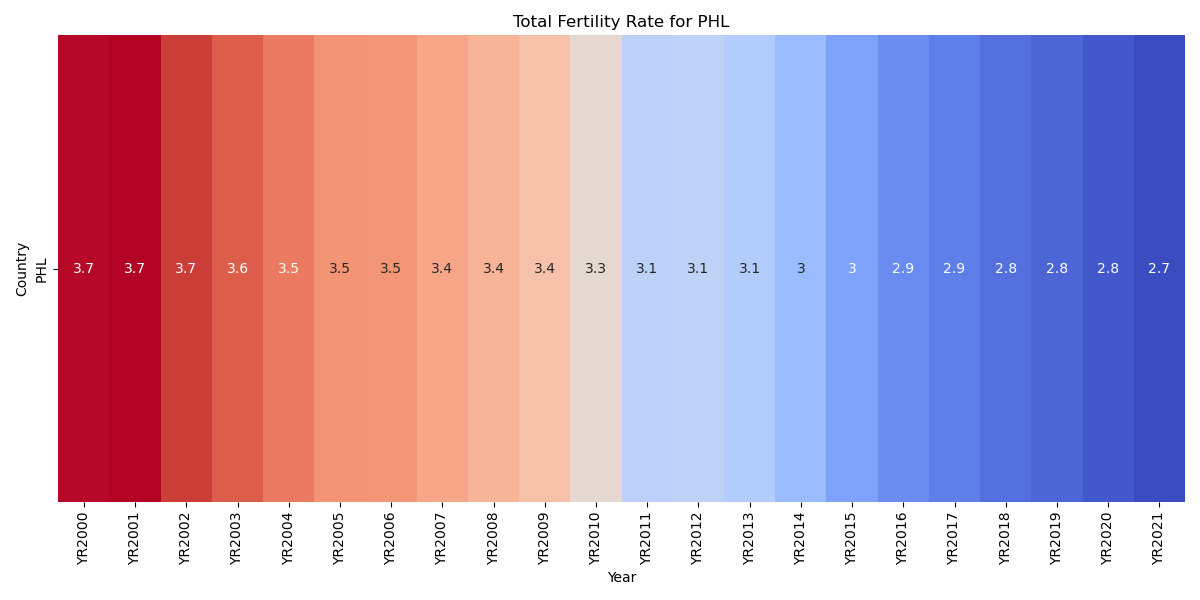 Total Fertility Rate for PHL
Country
PHL
3.7 3.7 3.7 3.6 3.5 3.5 3.5 3.4 3.4 3.4 3.3 3.1 3.1 3.1 3 3 2.9 2.9 2.8 2.8 2.8 2.7
YR2000 YR2001 YR2002 YR2003 YR2004 YR2005 YR2006 YR2007 YR2008 YR2009 YR2010 YR2011 YR2012 YR2013 YR2014 YR2015 YR2016 YR2017 YR2018 YR2019 YR2020 YR2021
Year